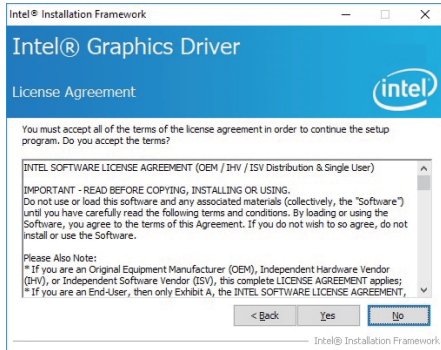 Intel® Installation Framework
Intel® Graphics Driver
License Agreement
intel
You must accept all of the terms of the license agreement in order to continue the setup
program. Do you accept the terms?
INTEL SOFTWARE LICENSE AGREEMENT (OEM / IHV / ISV Distribution & Single User)
IMPORTANT - READ BEFORE COPYING, INSTALLING OR USING.
Do not use or load this software and any associated materials (collectively, the "Software")
until you have carefully read the following terms and conditions. By loading or using the
Software, you agree to the terms of this Agreement. If you do not wish to so agree, do not
install or use the Software.
Please Also Note:
* If you are an Original Equipment Manufacturer (OEM), Independent Hardware Vendor
(IHV), or Independent Software Vendor (ISV), this complete LICENSE AGREEMENT applies;
* If you are an End-User, then only Exhibit A, the INTEL SOFTWARE LICENSE AGREEMENT,
< Back Yes No
Intel® Installation Framework